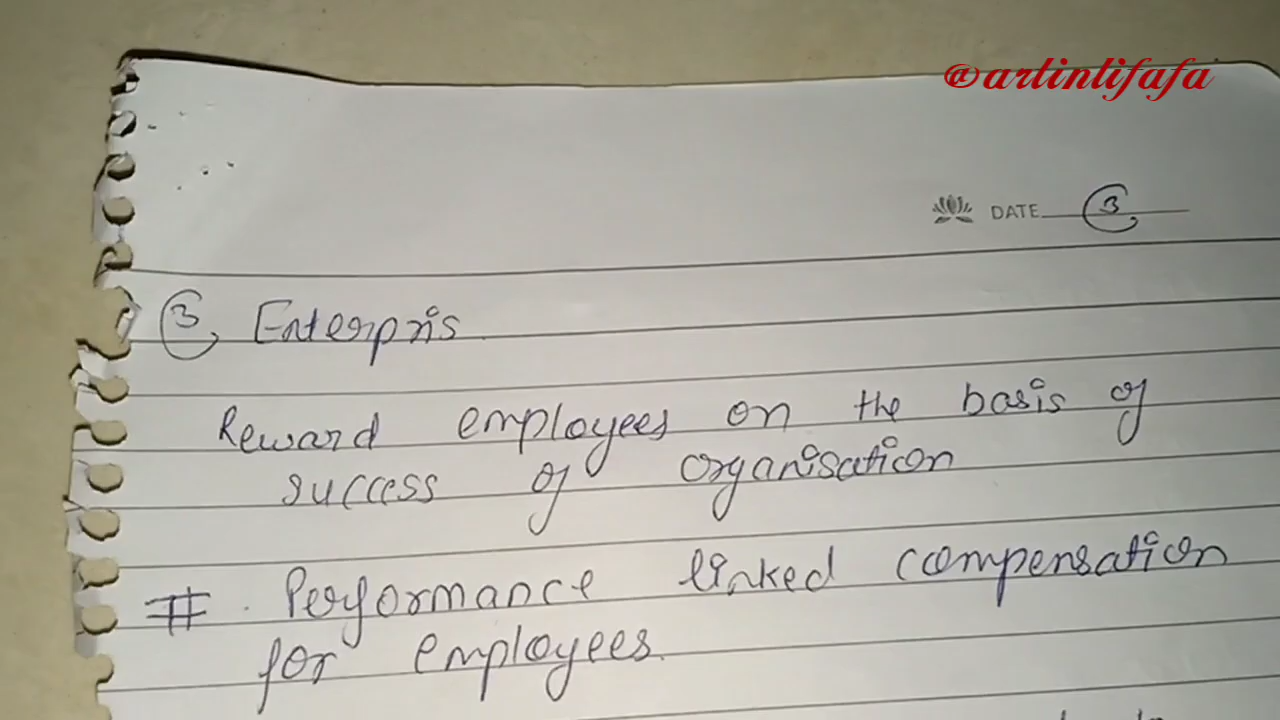 @artinlifafa
DATE 3
3, Enterpris
Reward employees on the basis of
success of organisation
# Performance linked compensation
for employees.